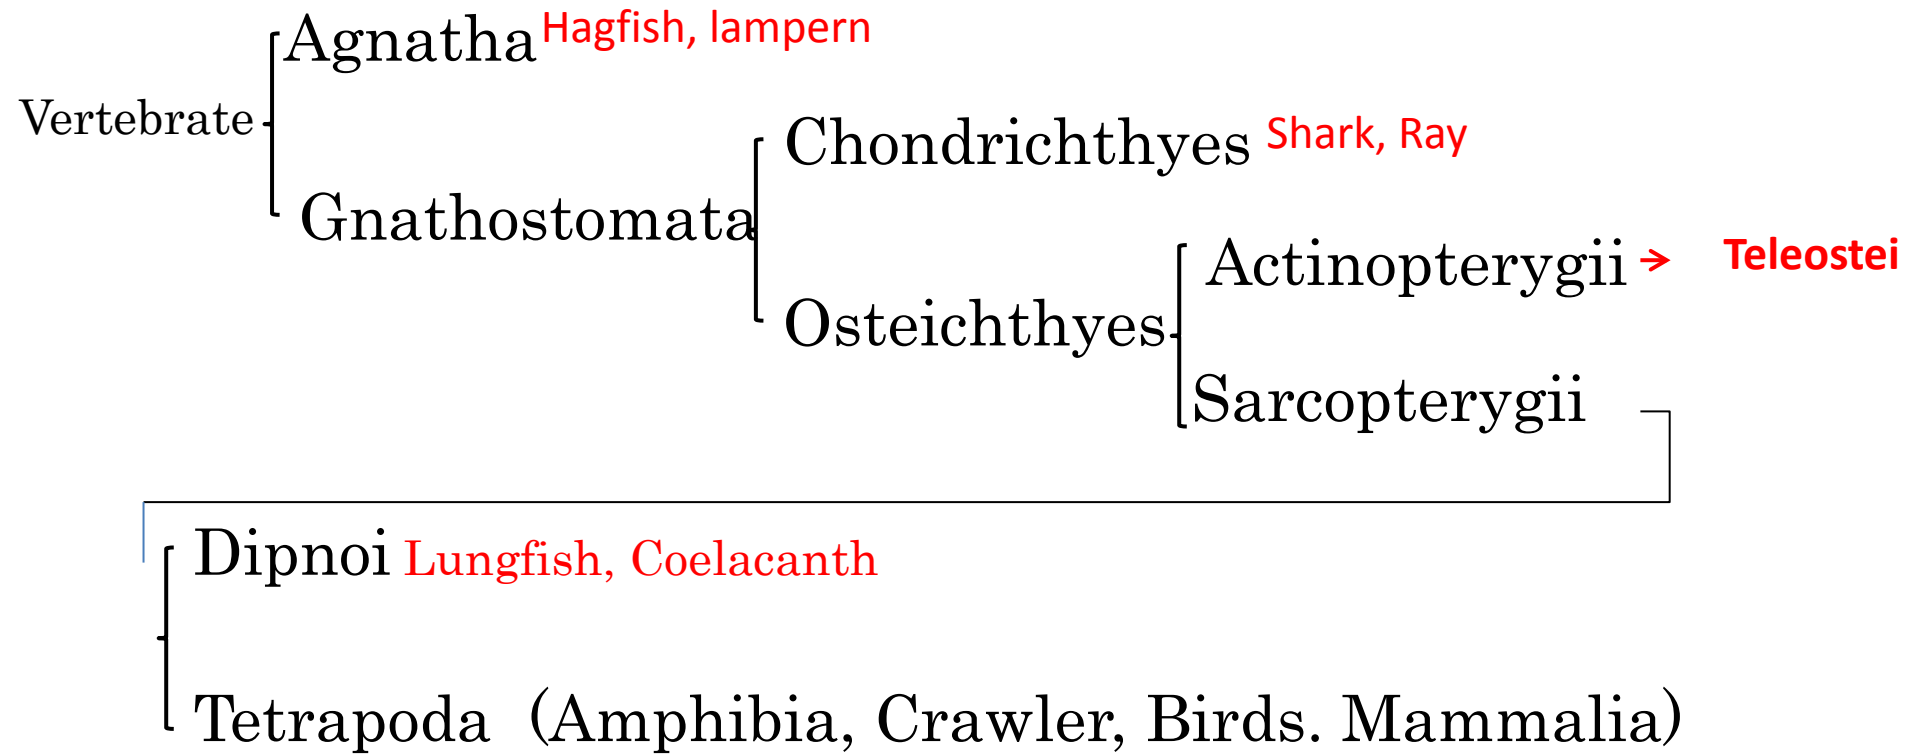 Agnatha Hagfish, lampern
Vertebrate
Chondrichthyes Shark, Ray
Gnathostomata
Actinopterygii Teleostei
Osteichthyes
Sarcopterygii
Dipnoi Lungfish, Coelacanth
Tetrapoda (Amphibia, Crawler, Birds. Mammalia)